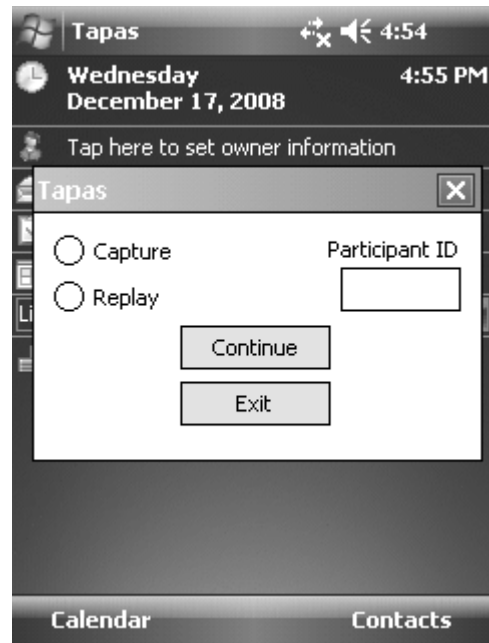 Tapas 4:54
Wednesday 4:55 PM
December 17, 2008
Tap here to set owner information
Tapas
Capture Participant ID
Replay
Li
Continue
Exit
Calendar Contacts